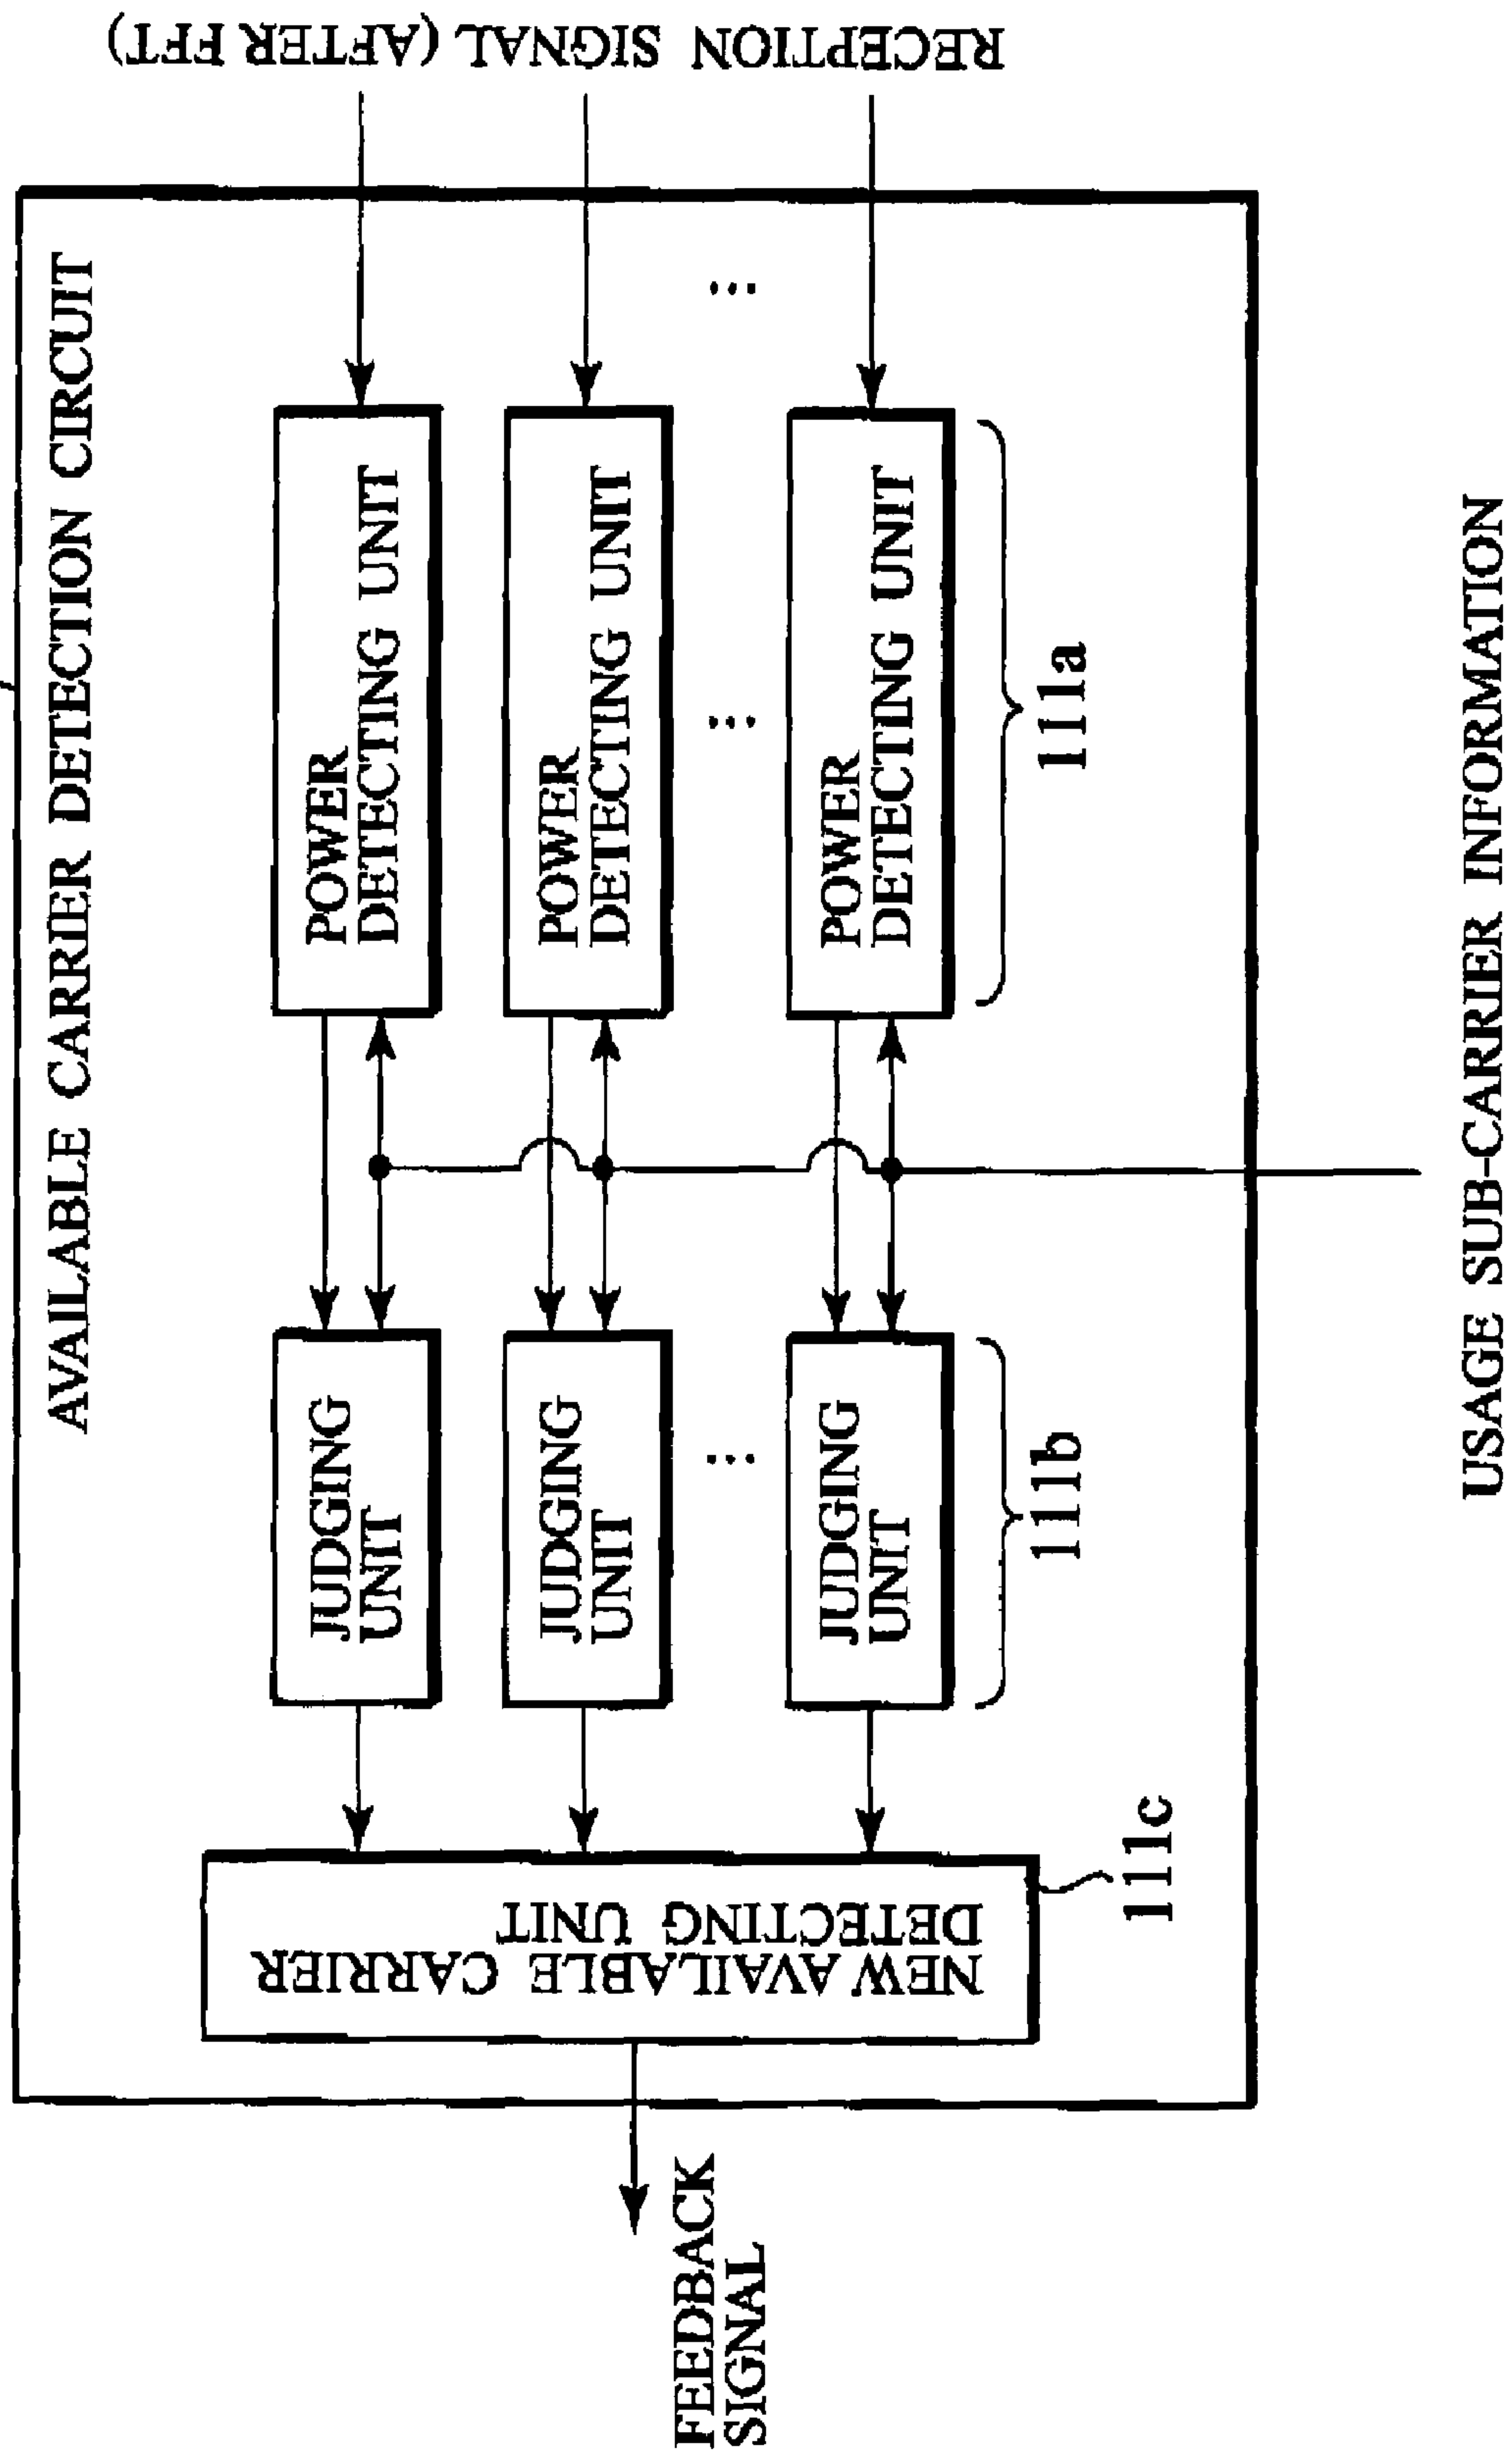 AVAILABLE CARRIER DETECTION CIRCUIT
RECEPTION SIGNAL (AFTER FFT)
POWER
DETECTING UNIT
POWER
DETECTING UNIT
...
...
POWER
DETECTING UNIT
111a
JUDGING
UNIT
JUDGING
UNIT
...
JUDGING
UNIT
111b
NEW AVAILABLE CARRIER
DETECTING UNIT
111c
FEEDBACK
SIGNAL
USAGE SUB-CARRIER INFORMATION